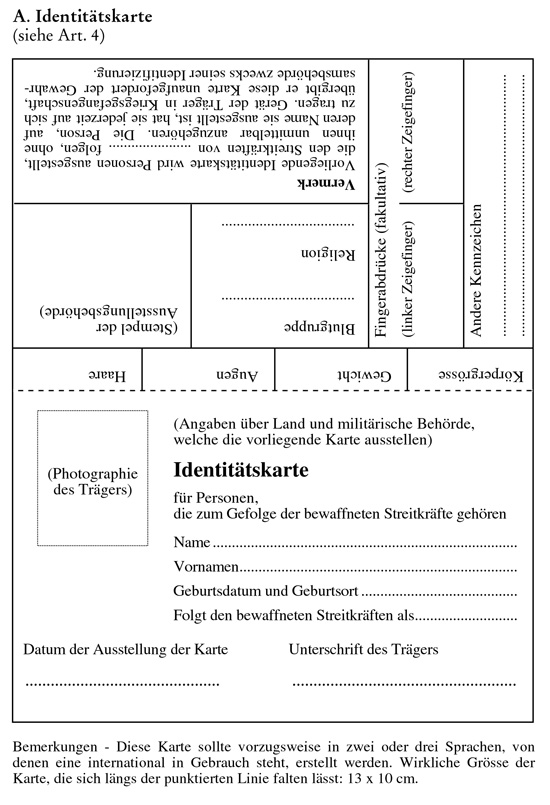 A. Identitätskarte
(siehe Art. 4)
Vermerk
Vorliegende Identitätskarte wird Personen ausgestellt,
die den Streitkräften von ...................... folgen, ohne
ihnen unmittelbar anzugehören. Die Person, auf
deren Name sie ausgestellt ist, hat sie jederzeit auf sich
zu tragen. Gerät der Träger in Kriegsgefangenschaft,
übergibt er diese Karte unaufgefordert der Gewahr-
samsbehörde zwecks seiner Identifizierung.
Fingerabdrücke (fakultativ)
(linker Zeigefinger)
(rechter Zeigefinger)
Andere Kennzeichen
Blutgruppe
Religion
(Stempel der
Ausstellungsbehörde)
Körpergrösse
Gewicht
Augen
Haare
(Photographie
des Trägers)
(Angaben über Land und militärische Behörde,
welche die vorliegende Karte ausstellen)
Identitätskarte
für Personen,
die zum Gefolge der bewaffneten Streitkräfte gehören
Name
Vornamen
Geburtsdatum und Geburtsort
Folgt den bewaffneten Streitkräften als
Datum der Ausstellung der Karte
Unterschrift des Trägers
Bemerkungen - Diese Karte sollte vorzugsweise in zwei oder drei Sprachen, von
denen eine international in Gebrauch steht, erstellt werden. Wirkliche Grösse der
Karte, die sich längs der punktierten Linie falten lässt: 13 x 10 cm.